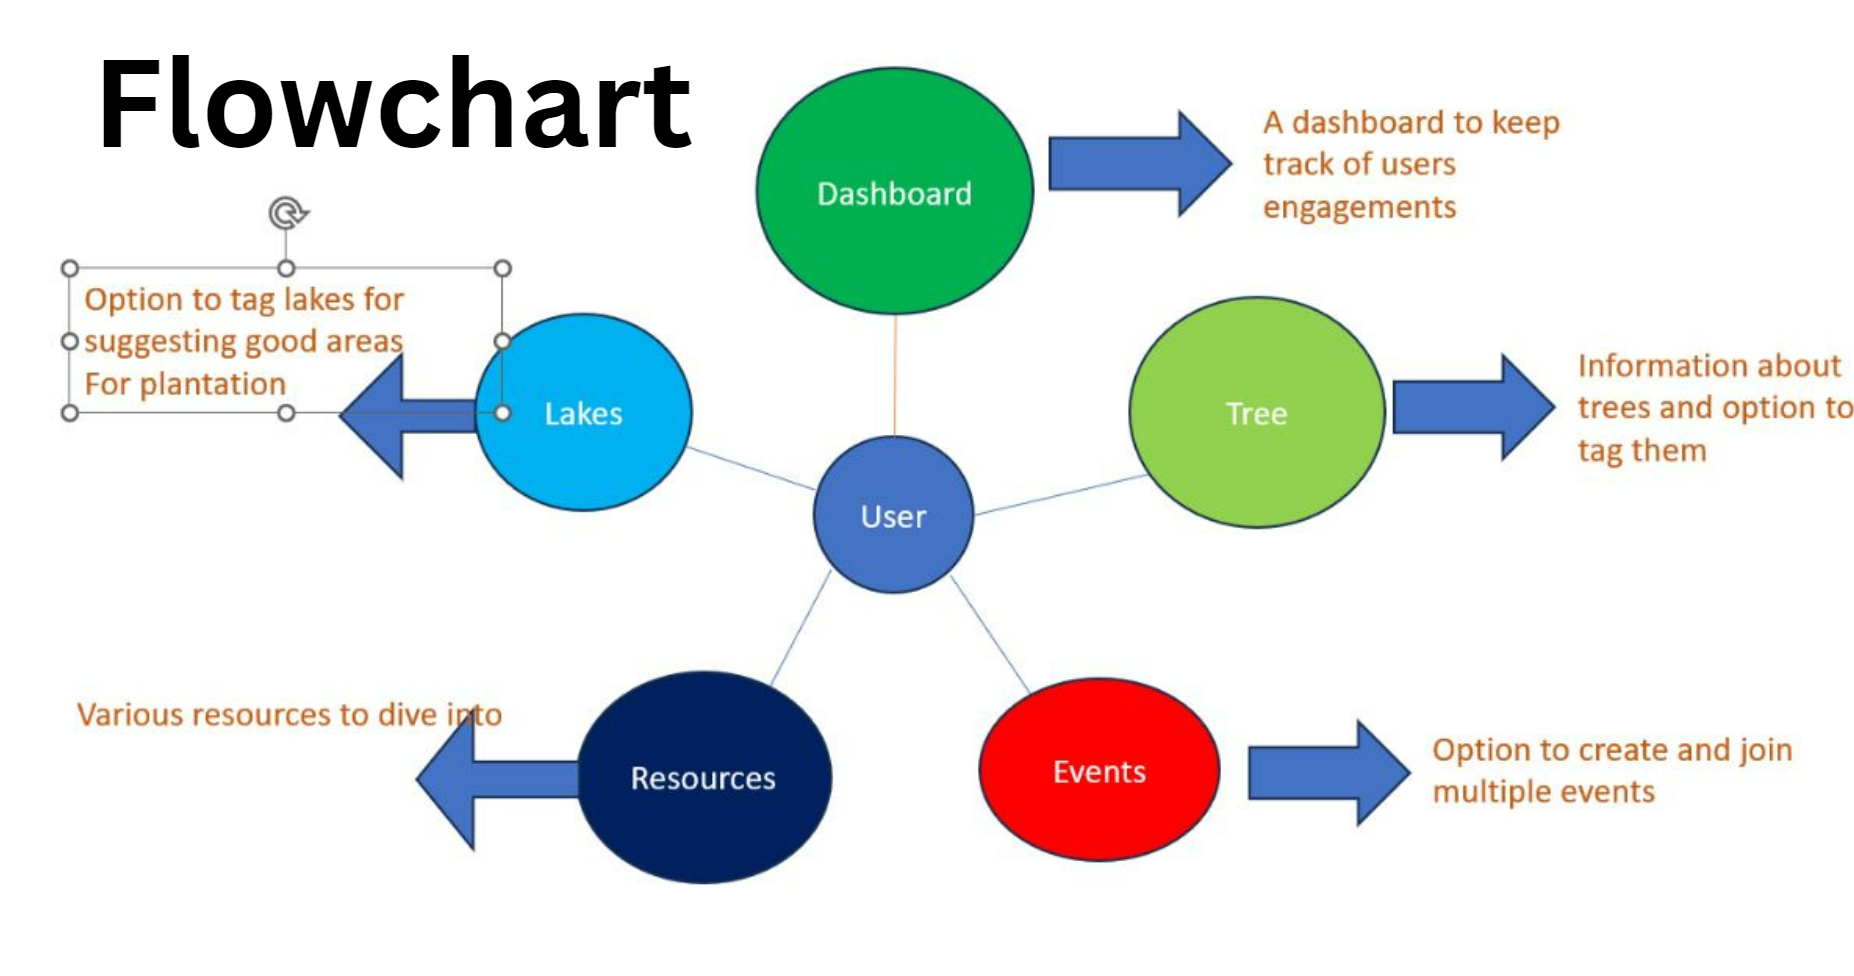 Flowchart
Dashboard
A dashboard to keep
track of users
engagements
Option to tag lakes for
suggesting good areas
For plantation
Lakes
Tree
Information about
trees and option to
tag them
User
Various resources to dive into
Resources
Events
Option to create and join
multiple events